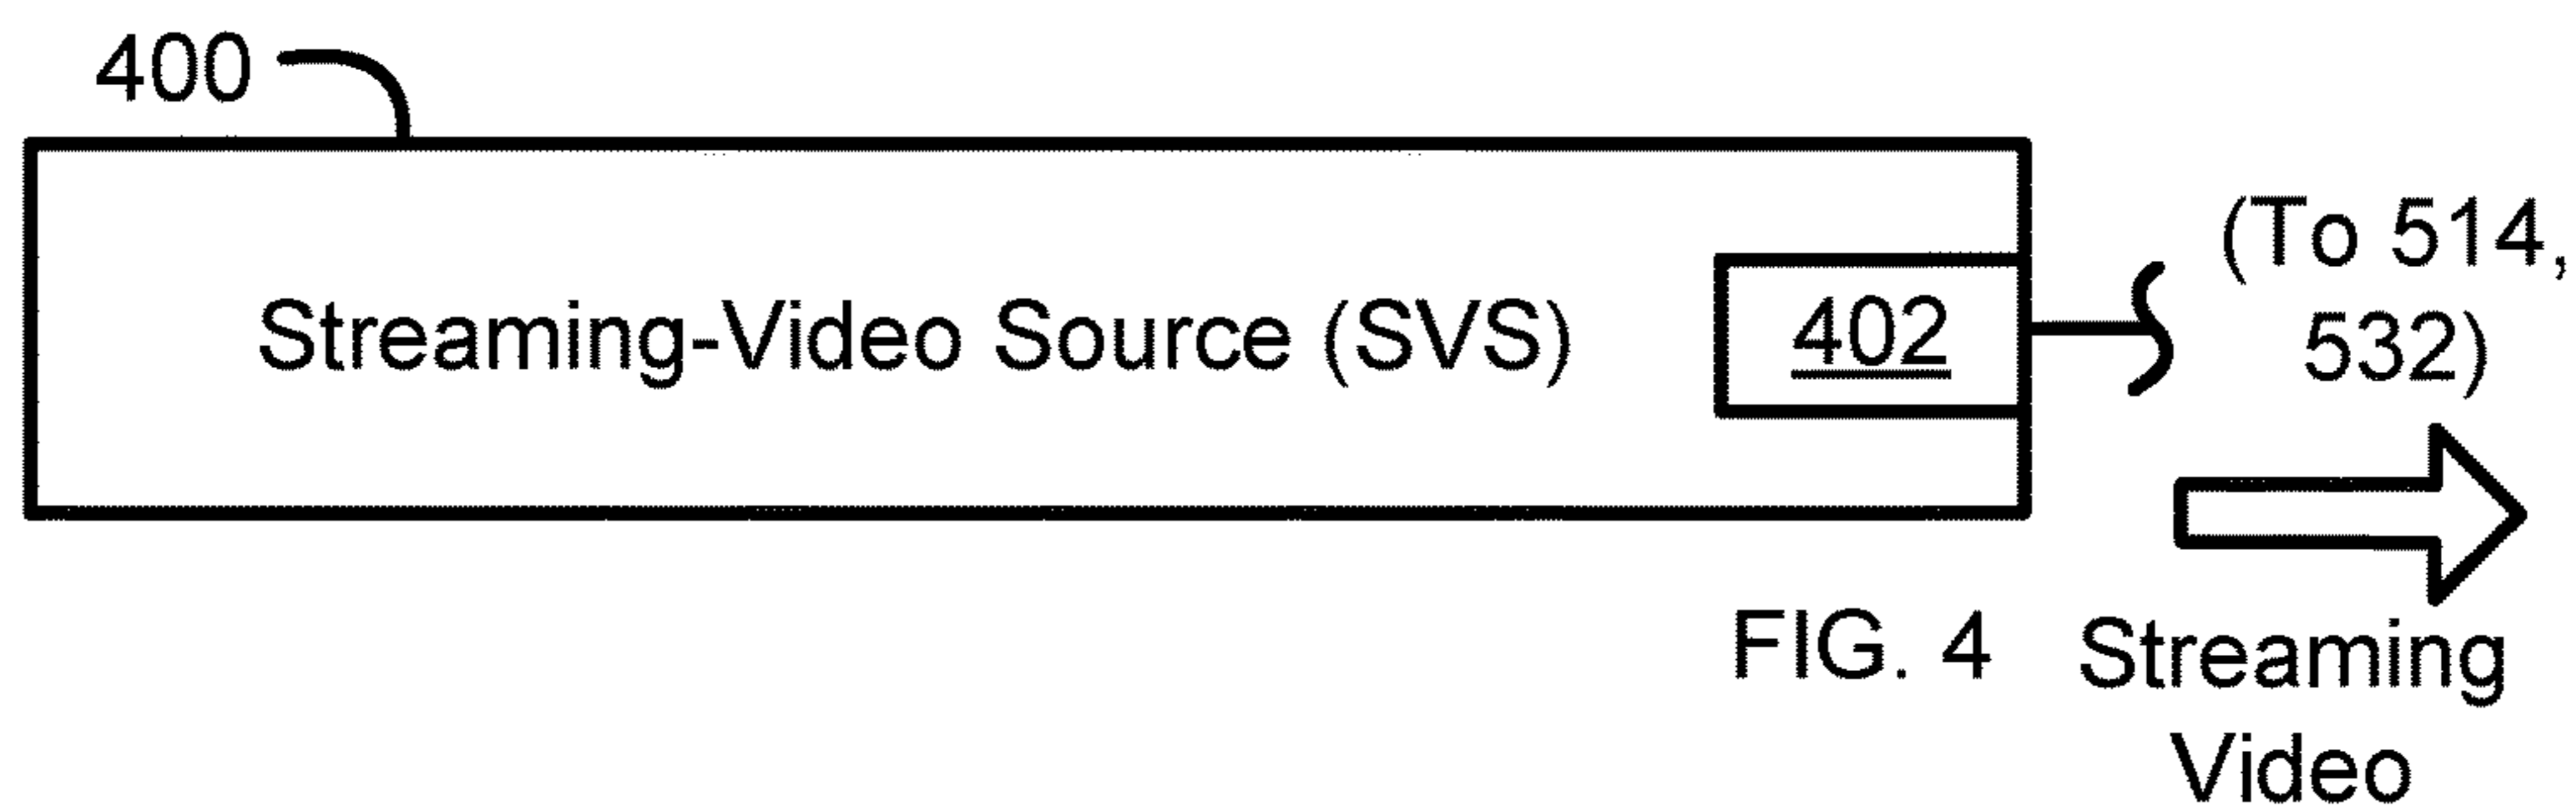 400
Streaming-Video Source (SVS)
402
(To 514,
532)
FIG. 4
Streaming
Video